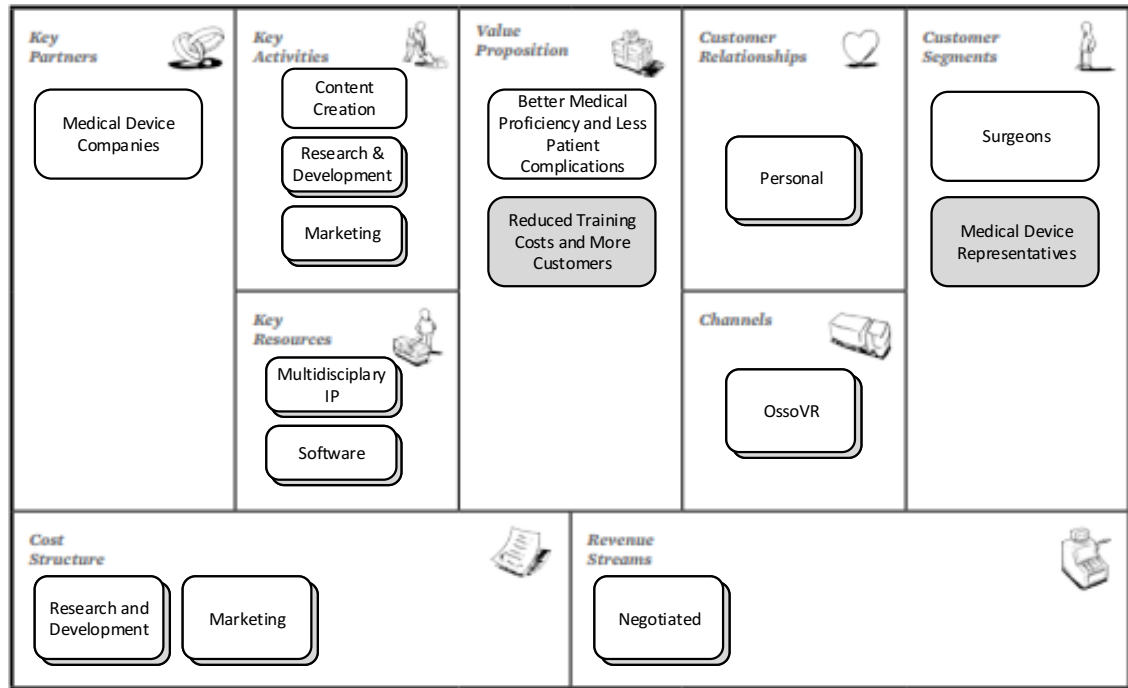 Key
Partners
Medical Device
Companies
Key
Activities
Content
Creation
Research &
Development
Marketing
Key
Resources
Multidisciplary
IP
Software
Value
Proposition
Better Medical
Proficiency and Less
Patient
Complications
Reduced Training
Costs and More
Customers
Customer
Relationships
Personal
Channels
OssoVR
Customer
Segments
Surgeons
Medical Device
Representatives
Cost
Structure
Research and
Development
Marketing
Revenue
Streams
Negotiated